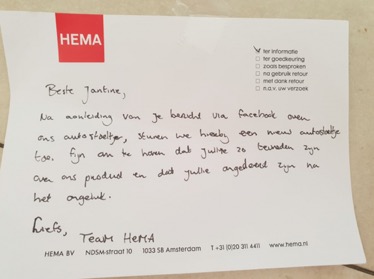 HEMA
✓ ter informatie
☐ ter goedkeuring
☐ zoals besproken
☐ na gebruik retour
☐ met dank retour
☐ n.a.v. uw verzoek
Beste Jantine,
Na aanleiding van je bericht via facebook over
ons autostoeltje, sturen we hierbij een nieuw autostoeltje
toe. Fijn om te horen dat jullie zo tevreden zijn
over ons product en dat jullie ongedeerd zijn na
het ongeluk.
Liefs,
Team HEMA
HEMA BV NDSM-straat 10 1033 SB Amsterdam T +31 (0)20 311 4411 www.hema.nl